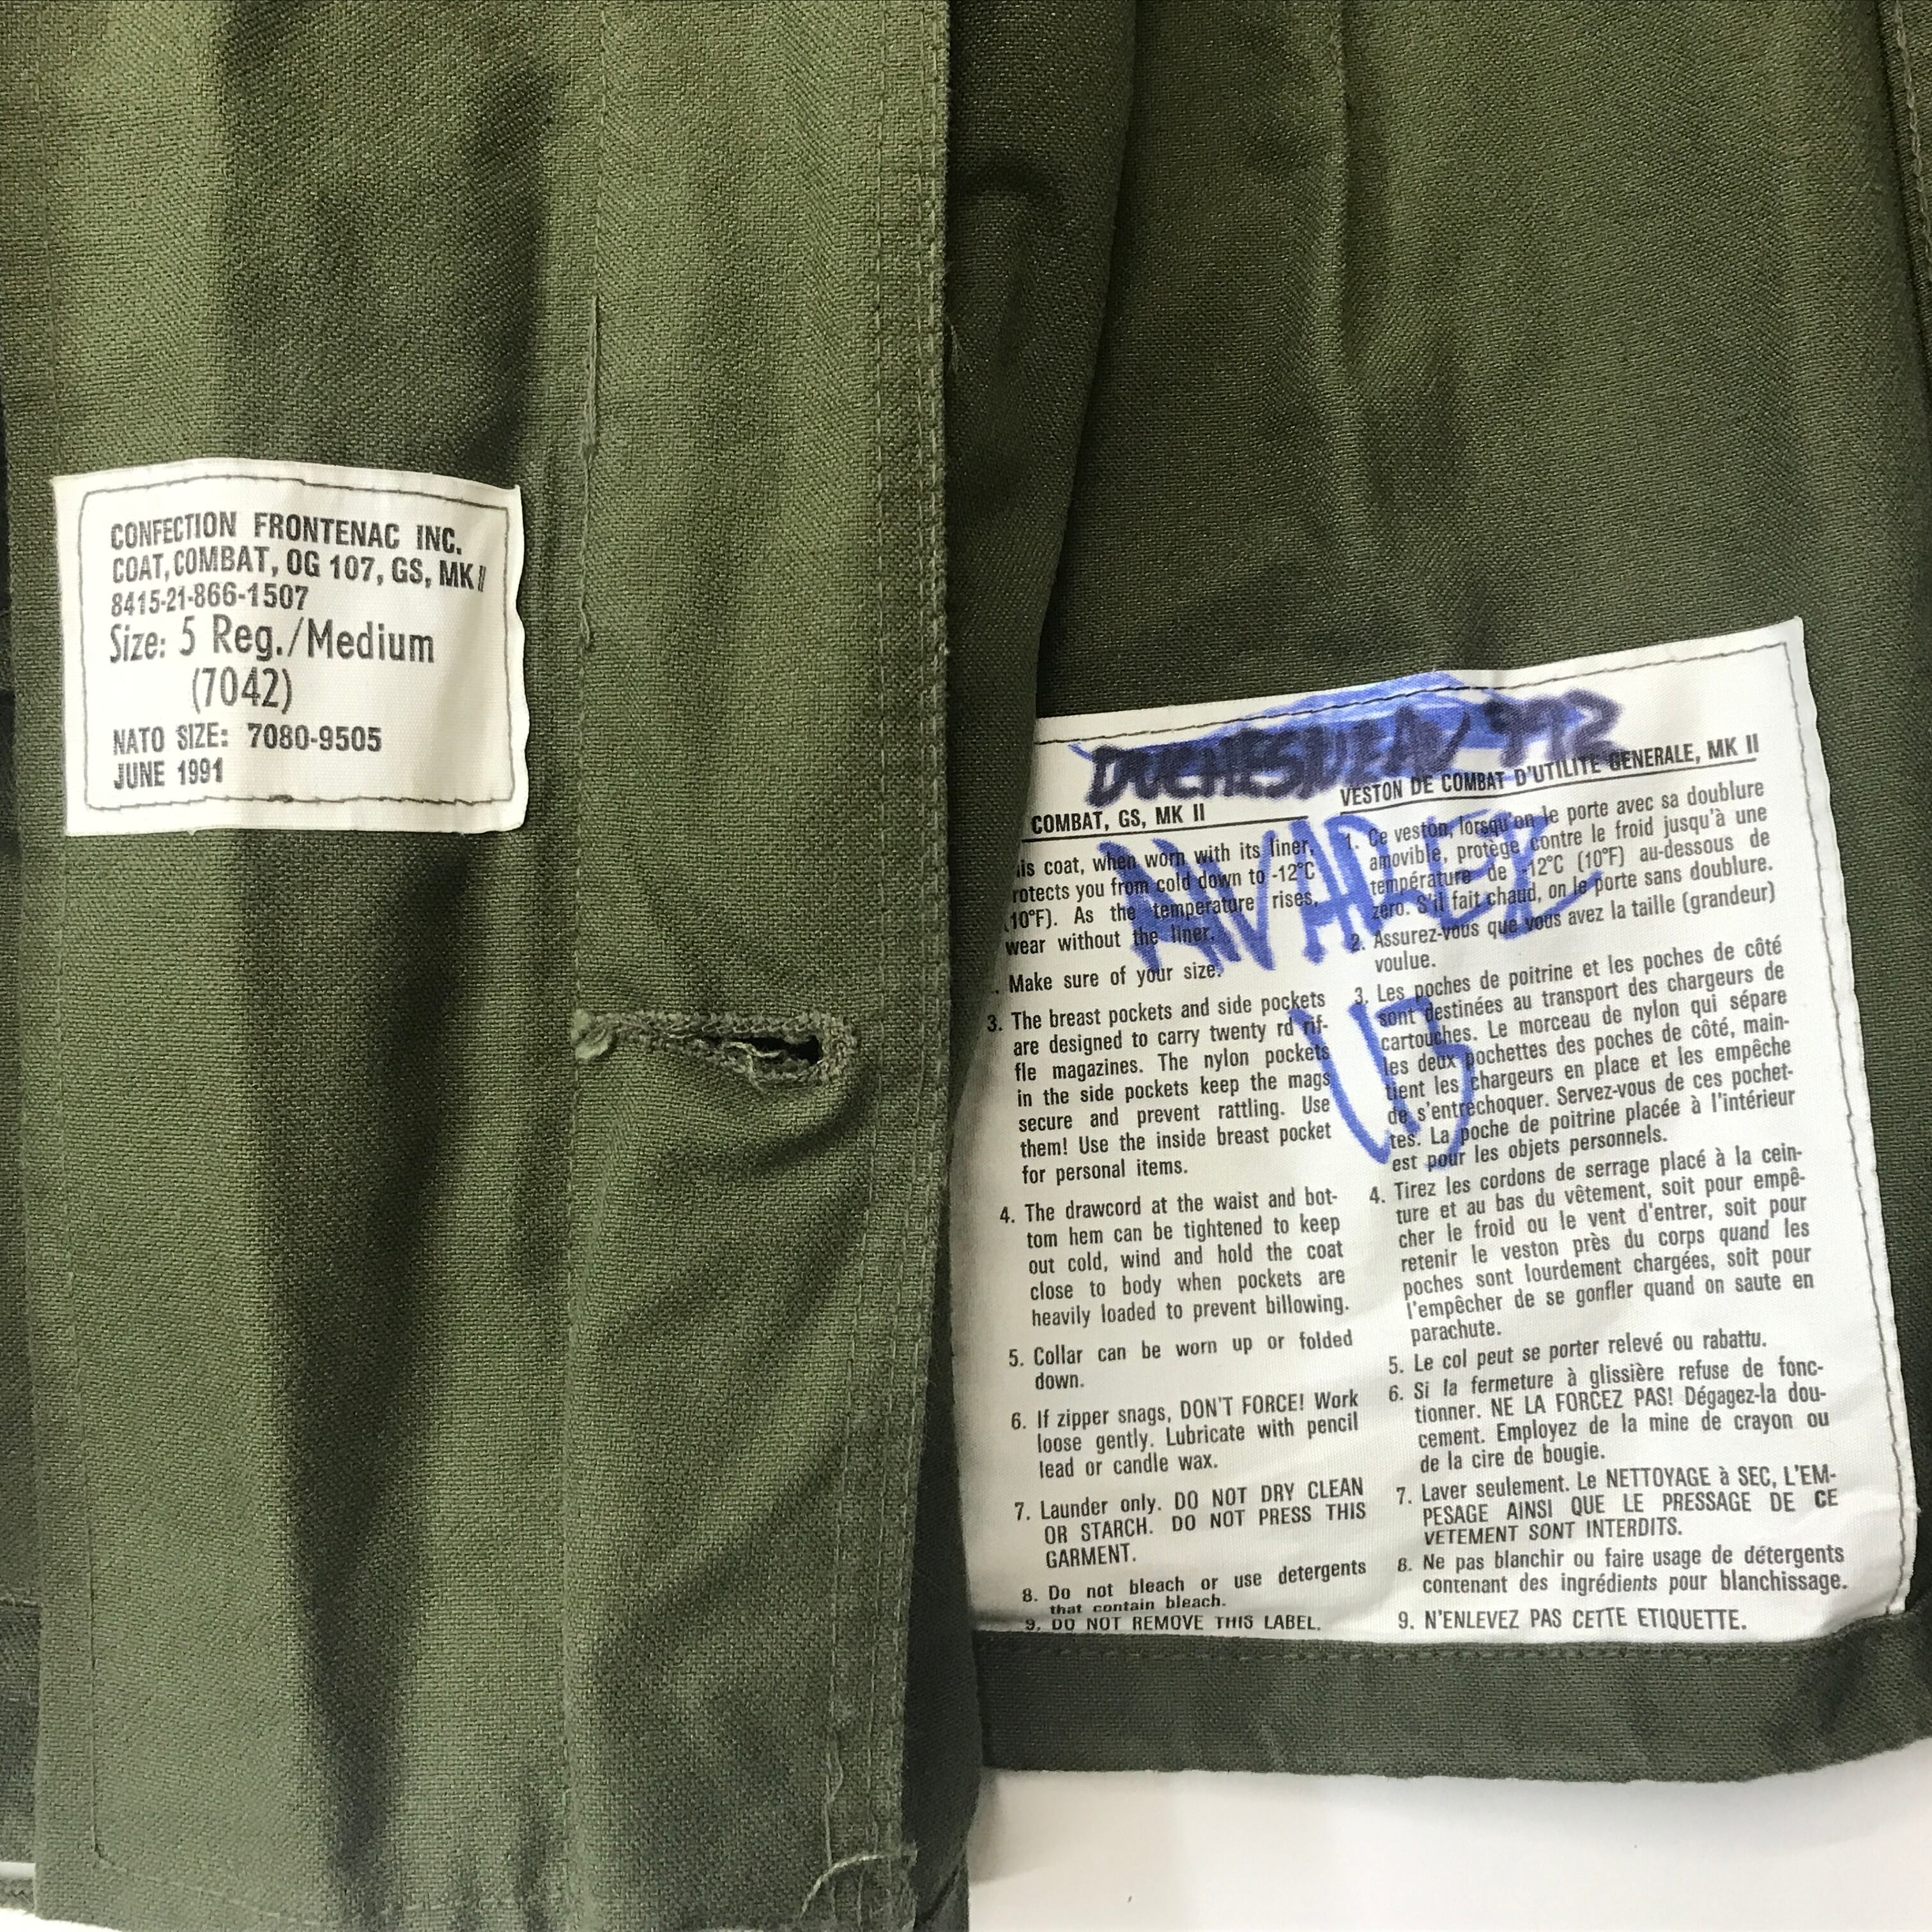 CONFECTION FRONTENAC INC.
COAT, COMBAT, OG 107, GS, MK II
8415-21-866-1507
Size: 5 Reg./Medium
(7042)
NATO SIZE: 7080-9505
JUNE 1991
992
COMBAT, GS, MK II
is coat, when worn with its liner,
rotects you from cold down to -12°C
(10°F). As the temperature rises,
wear without the liner.
. Make sure of your size.
3. The breast pockets and side pockets
are designed to carry twenty rd rif-
fle magazines. The nylon pockets
in the side pockets keep the mags
secure and prevent rattling. Use
them! Use the inside breast pocket
for personal items.
4. The drawcord at the waist and bot-
tom hem can be tightened to keep
out cold, wind and hold the coat
close to body when pockets are
heavily loaded to prevent billowing.
5. Collar can be worn up or folded
down.
6. If zipper snags, DON'T FORCE! Work
loose gently. Lubricate with pencil
lead or candle wax.
7. Launder only. DO NOT DRY CLEAN
OR STARCH. DO NOT PRESS THIS
GARMENT.
8. Do not bleach or use detergents
that contain bleach.
9. DO NOT REMOVE THIS LABEL.
VESTON DE COMBAT D'UTILITE GENERALE, MK II
1. Ce veston, lorsqu'on le porte avec sa doublure
amovible, protège contre le froid jusqu'à une
température de -12°C (10°F) au-dessous de
zero. S'il fait chaud, on le porte sans doublure.
2. Assurez-vous que vous avez la taille (grandeur)
voulue.
3. Les poches de poitrine et les poches de côté
sont destinées au transport des chargeurs de
cartouches. Le morceau de nylon qui sépare
les deux pochettes des poches de côté, main-
tient les chargeurs en place et les empêche
de s'entrechoquer. Servez-vous de ces pochet-
tes. La poche de poitrine placée à l'intérieur
est pour les objets personnels.
4. Tirez les cordons de serrage placé à la cein-
ture et au bas du vêtement, soit pour empê-
cher le froid ou le vent d'entrer, soit pour
retenir le veston près du corps quand les
poches sont lourdement chargées, soit pour
l'empêcher de se gonfler quand on saute en
parachute.
5. Le col peut se porter relevé ou rabattu.
6. Si la fermeture à glissière refuse de fonc-
tionner. NE LA FORCEZ PAS! Dégagez-la dou-
cement. Employez de la mine de crayon ou
de la cire de bougie.
7. Laver seulement. Le NETTOYAGE à SEC, L'EM-
PESAGE AINSI QUE LE PRESSAGE DE CE
VETEMENT SONT INTERDITS.
8. Ne pas blanchir ou faire usage de détergents
contenant des ingrédients pour blanchissage.
9. N'ENLEVEZ PAS CETTE ETIQUETTE.